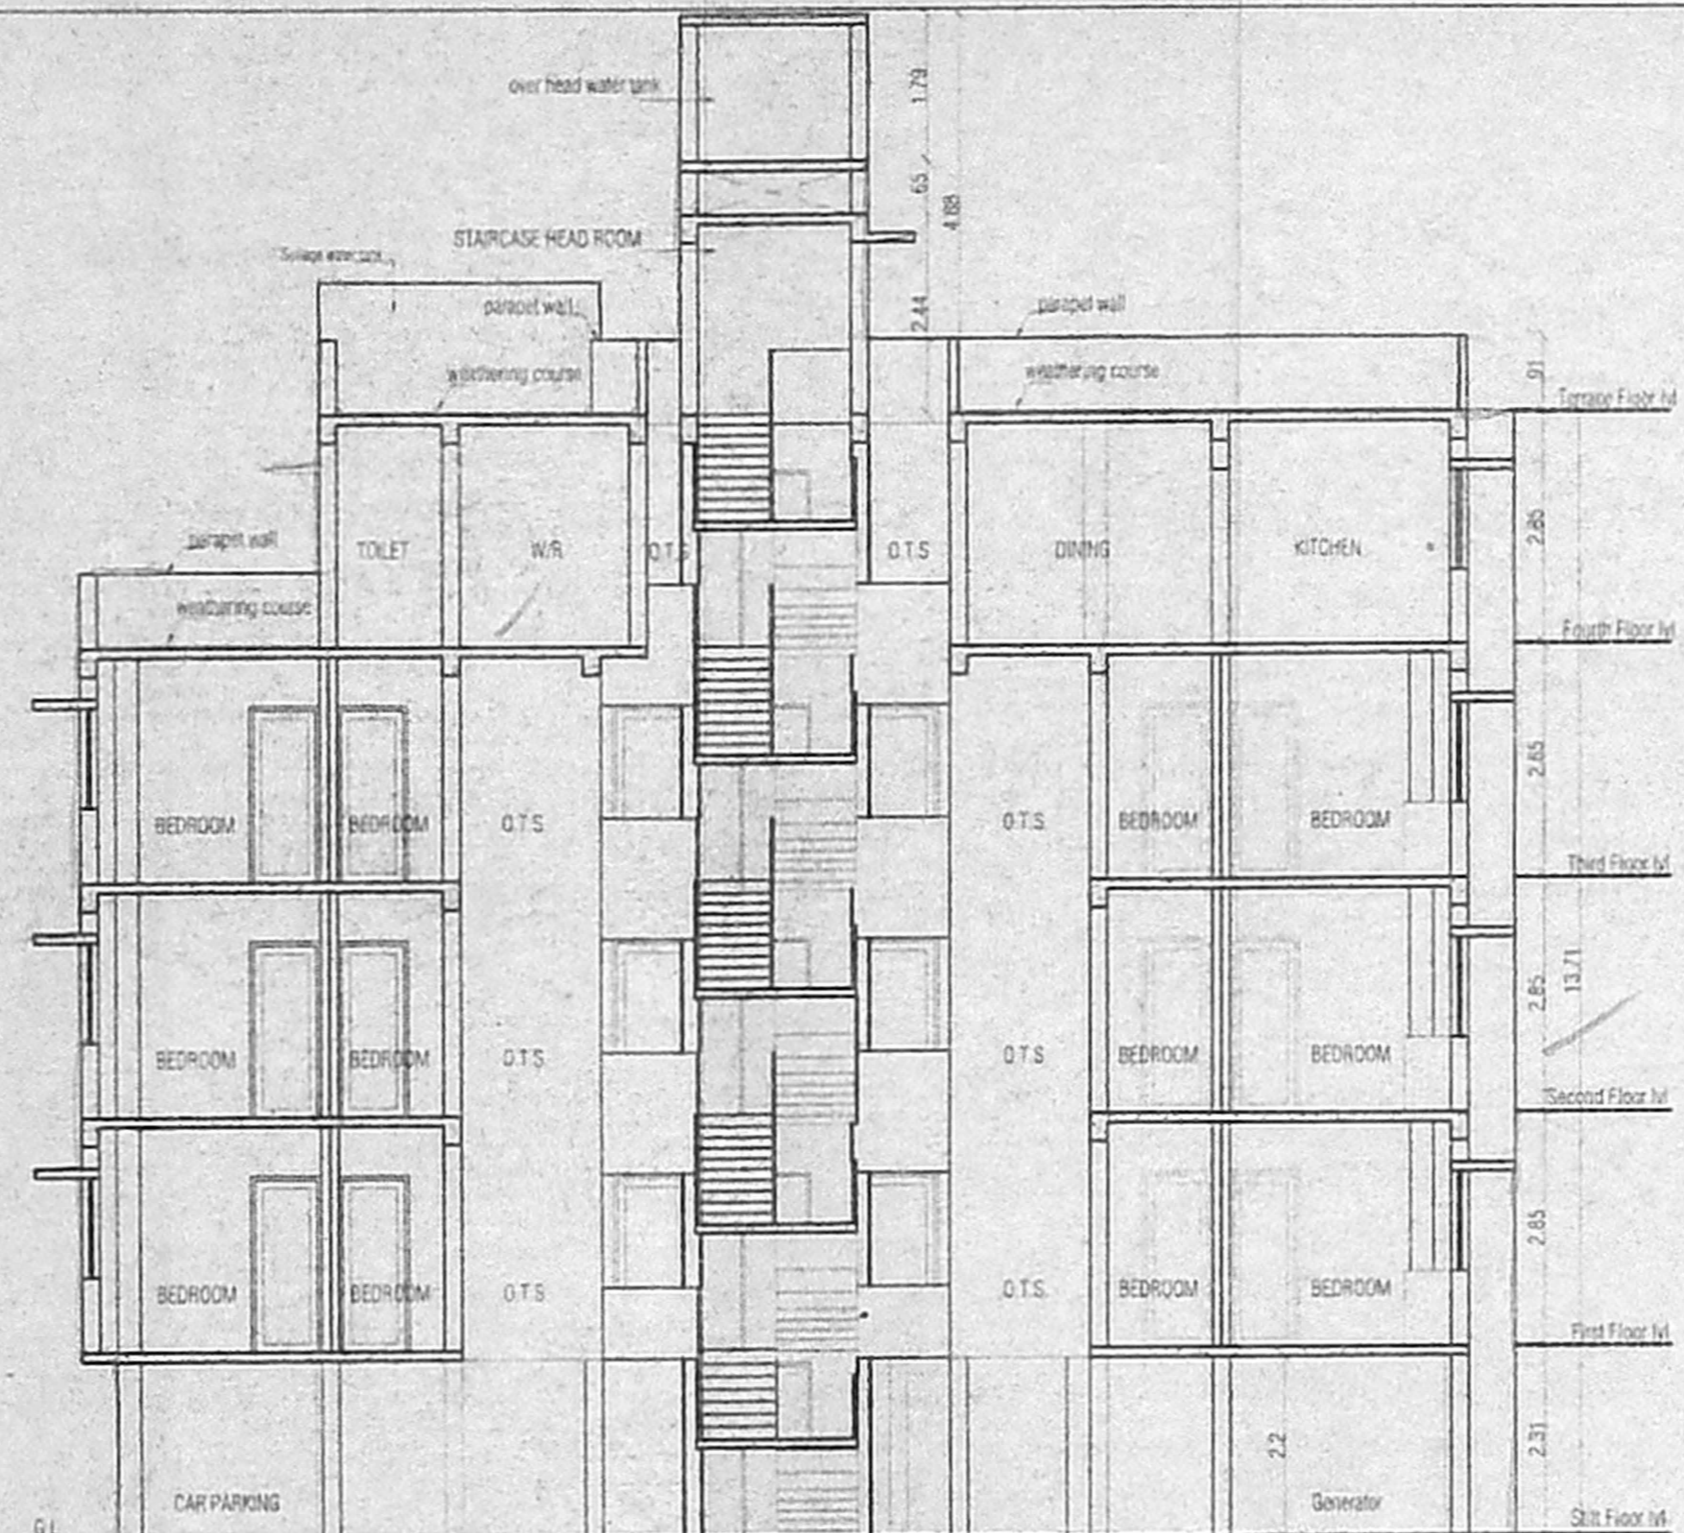 over head water tank
1.79
65
4.88
STAIRCASE HEAD ROOM
Sullage water tank
parapet wall
2.44
parapet wall
weathering course
weathering course
91
Terrace Floor lvl
parapet wall
TOILET
W/R
O.T.S
O.T.S
DINING
KITCHEN
2.85
weathering course
Fourth Floor lvl
BEDROOM
BEDROOM
O.T.S
O.T.S
BEDROOM
BEDROOM
2.85
Third Floor lvl
BEDROOM
BEDROOM
O.T.S
O.T.S
BEDROOM
BEDROOM
2.85
13.71
Second Floor lvl
BEDROOM
BEDROOM
O.T.S
O.T.S
BEDROOM
BEDROOM
2.85
First Floor lvl
2.2
2.31
CAR PARKING
Generator
Stilt Floor lvl